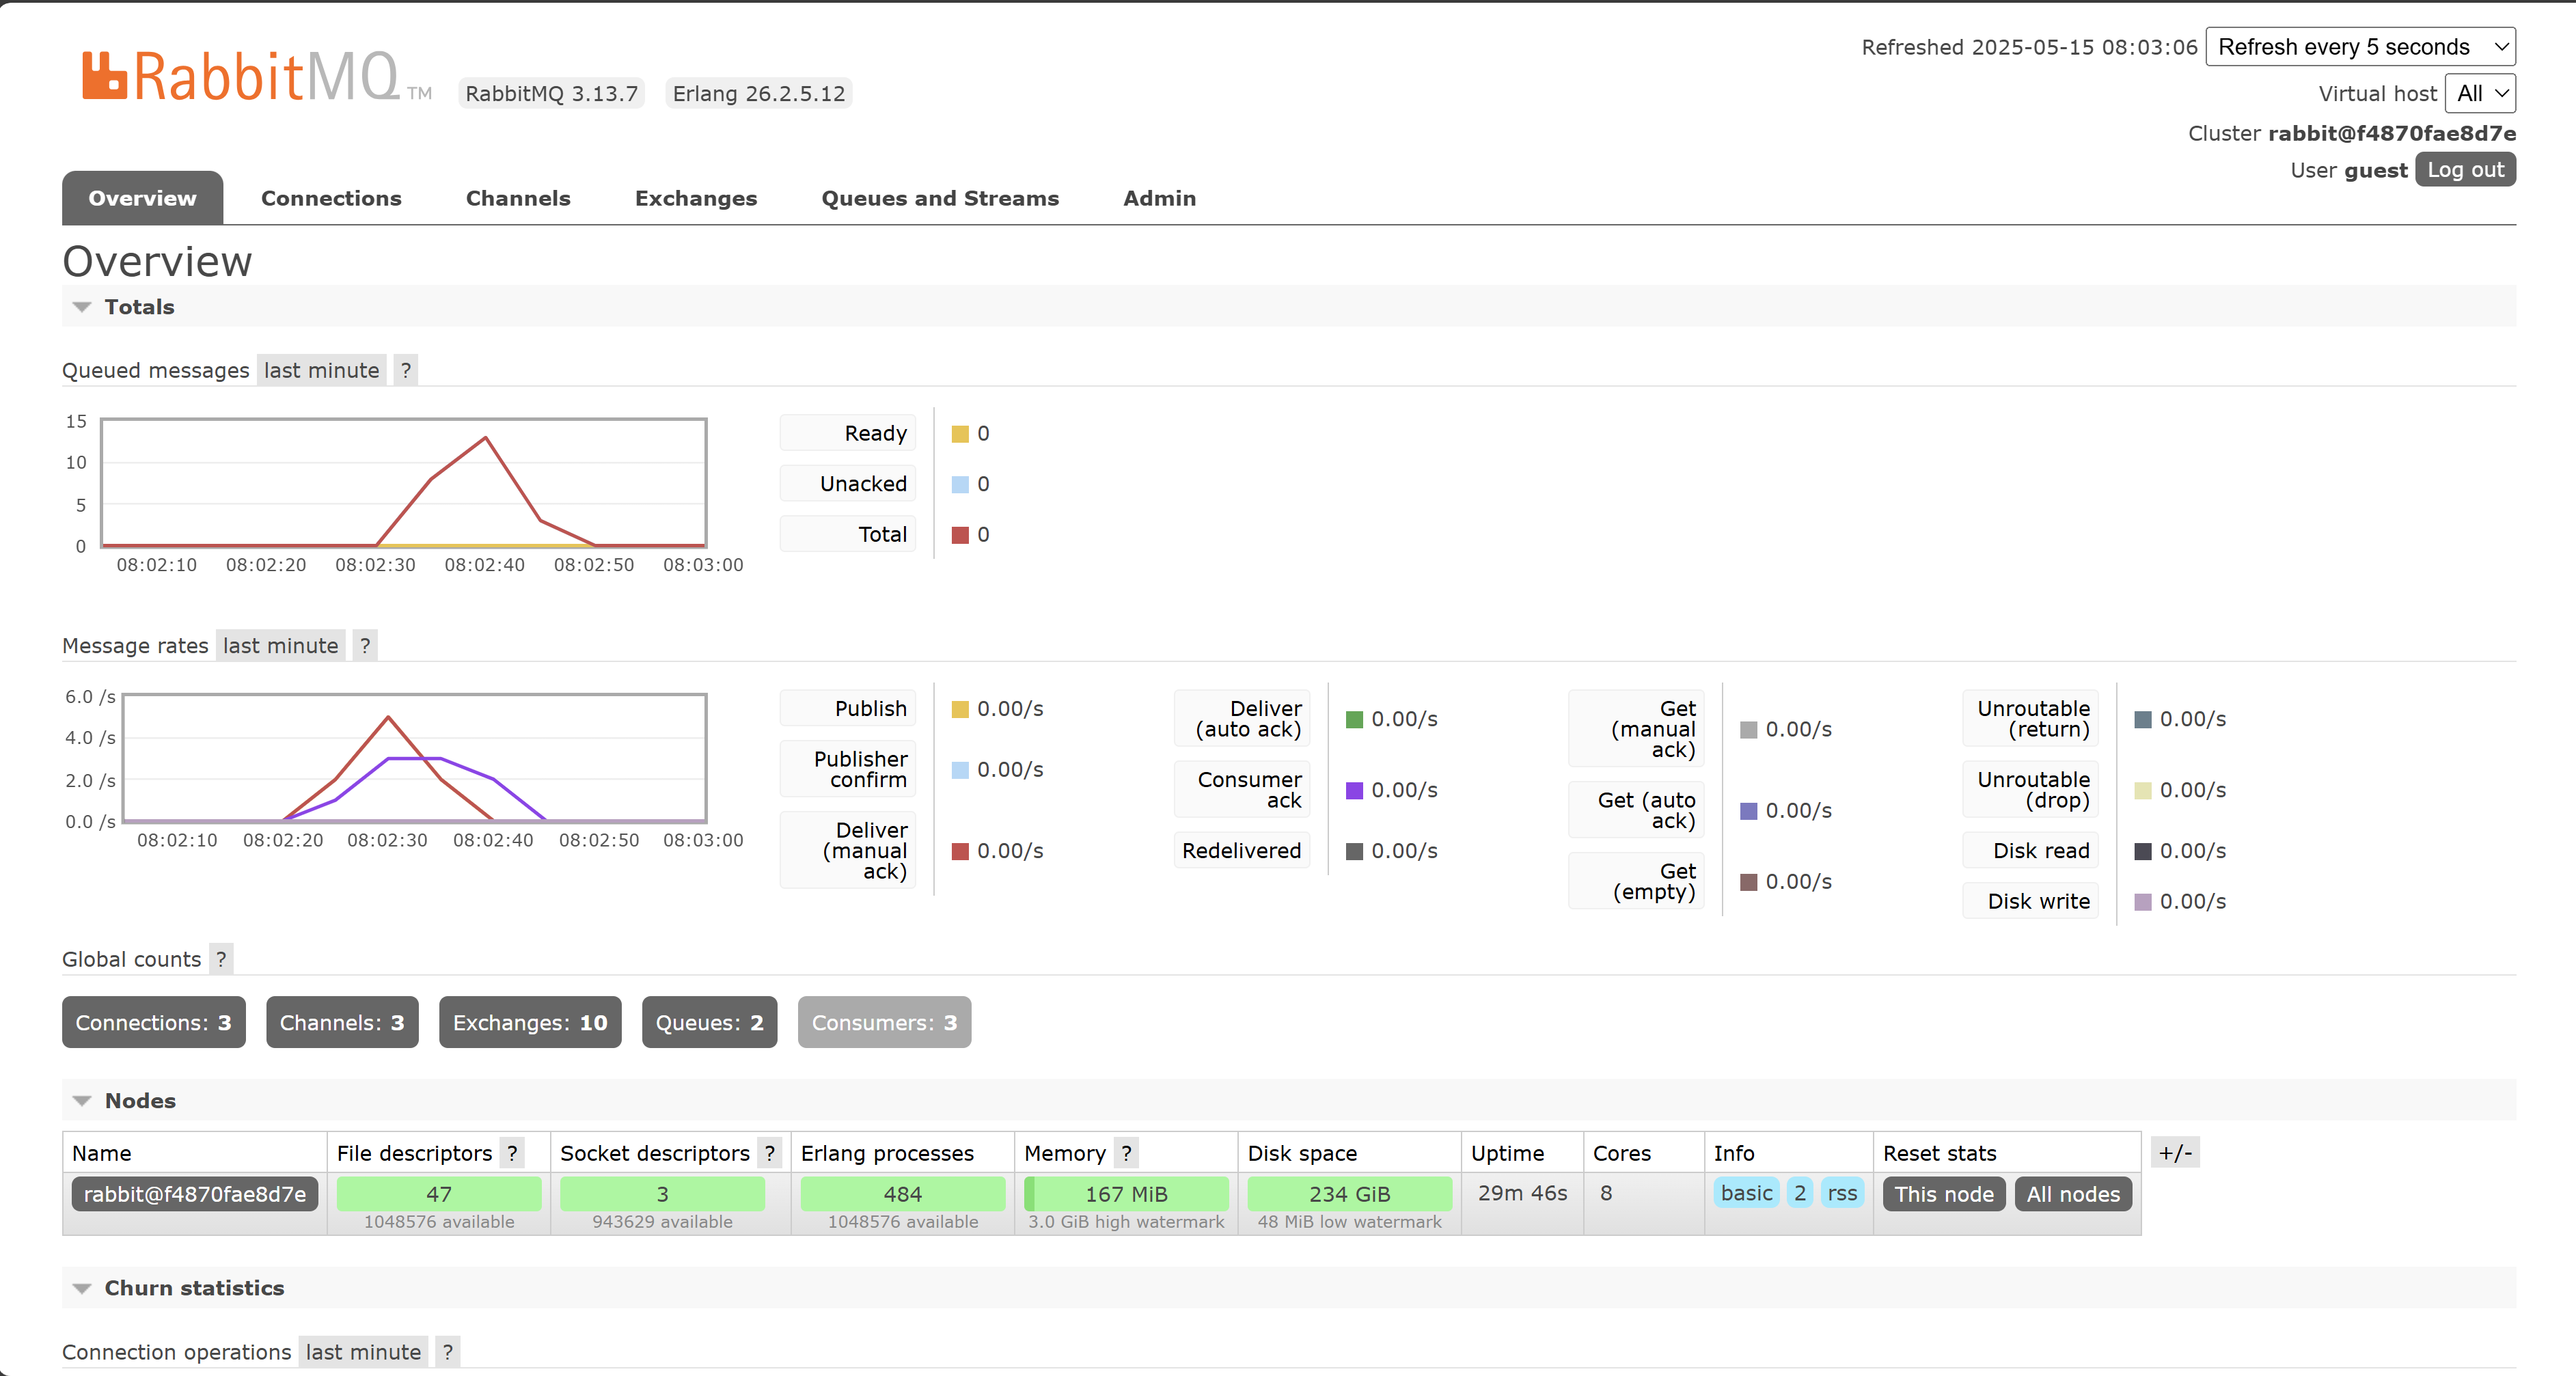 RabbitMQ TM RabbitMQ 3.13.7 Erlang 26.2.5.12
Refreshed 2025-05-15 08:03:06 Refresh every 5 seconds
Virtual host All
Cluster rabbit@f4870fae8d7e
User guest Log out
Overview Connections Channels Exchanges Queues and Streams Admin
Overview
Totals
Queued messages last minute ?
15
10
5
0
08:02:10 08:02:20 08:02:30 08:02:40 08:02:50 08:03:00
Ready 0
Unacked 0
Total 0
Message rates last minute ?
6.0 /s
4.0 /s
2.0 /s
0.0 /s
08:02:10 08:02:20 08:02:30 08:02:40 08:02:50 08:03:00
Publish 0.00/s
Publisher
confirm 0.00/s
Deliver
(manual
ack) 0.00/s
Deliver
(auto ack) 0.00/s
Consumer
ack 0.00/s
Redelivered 0.00/s
Get
(manual
ack) 0.00/s
Get (auto
ack) 0.00/s
Get
(empty) 0.00/s
Unroutable
(return) 0.00/s
Unroutable
(drop) 0.00/s
Disk read 0.00/s
Disk write 0.00/s
Global counts ?
Connections: 3 Channels: 3 Exchanges: 10 Queues: 2 Consumers: 3
Nodes
Name File descriptors ? Socket descriptors ? Erlang processes Memory ? Disk space Uptime Cores Info Reset stats +/-
rabbit@f4870fae8d7e 47 3 484 167 MiB 234 GiB 29m 46s 8 basic 2 rss This node All nodes
1048576 available 943629 available 1048576 available 3.0 GiB high watermark 48 MiB low watermark
Churn statistics
Connection operations last minute ?